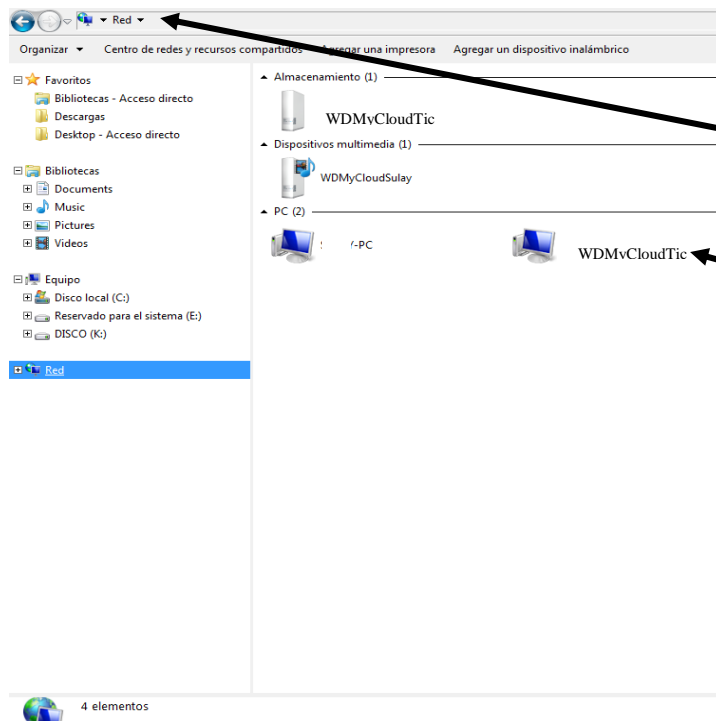 Red
Organizar Centro de redes y recursos compartidos Agregar una impresora Agregar un dispositivo inalámbrico
Favoritos
Bibliotecas - Acceso directo
Descargas
Desktop - Acceso directo
Bibliotecas
Documents
Music
Pictures
Videos
Equipo
Disco local (C:)
Reservado para el sistema (E:)
DISCO (K:)
Red
Almacenamiento (1)
WDMyCloudTic
Dispositivos multimedia (1)
WDMyCloudSulay
PC (2)
-PC
WDMyCloudTic
4 elementos